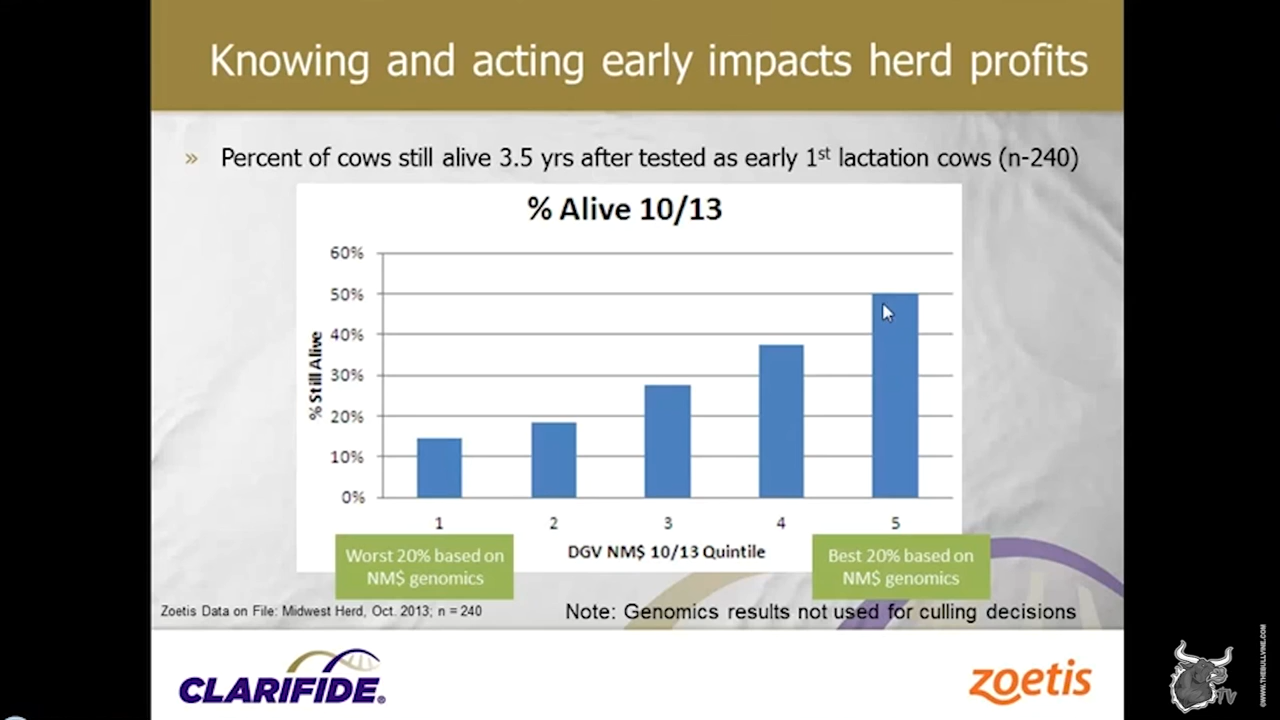 Knowing and acting early impacts herd profits
» Percent of cows still alive 3.5 yrs after tested as early 1st lactation cows (n-240)
% Alive 10/13
60%
50%
40%
30%
20%
10%
0%
% Still Alive
1 2 3 4 5
DGV NM$ 10/13 Quintile
Worst 20% based on
NM$ genomics
Best 20% based on
NM$ genomics
Zoetis Data on File: Midwest Herd, Oct. 2013; n = 240
Note: Genomics results not used for culling decisions
CLARIFIDE®
zoetis
TV
©WWW.THEBULLVINE.COM